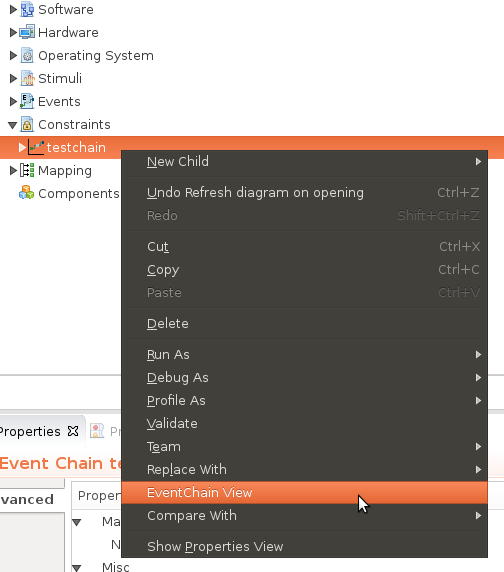 Software
Hardware
Operating System
Stimuli
Events
Constraints
testchain
Mapping
Components
New Child
Undo Refresh diagram on opening Ctrl+Z
Redo Shift+Ctrl+Z
Cut Ctrl+X
Copy Ctrl+C
Paste Ctrl+V
Delete
Run As
Debug As
Profile As
Validate
Team
Replace With
EventChain View
Compare With
Show Properties View
Properties Pr
Event Chain te
vanced Proper
Ma
N
Misc